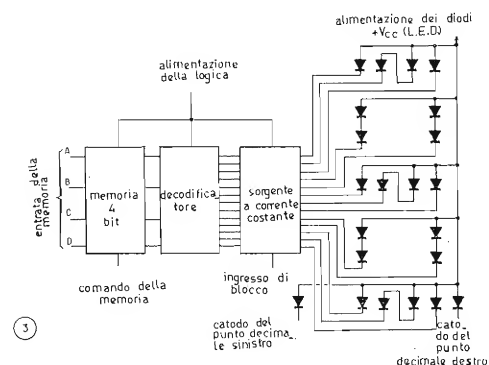 alimentazione dei diodi
+Vcc (L.E.D)
alimentazione
della logica
entrata della
memoria
A
B
C
D
memoria
4
bit
decodifica_
tore
sorgente
a corrente
costante
comando della
memoria
ingresso di
blocco
3
catodo del
punto decima_
le sinistro
cato_
do del
punto
decimale destro